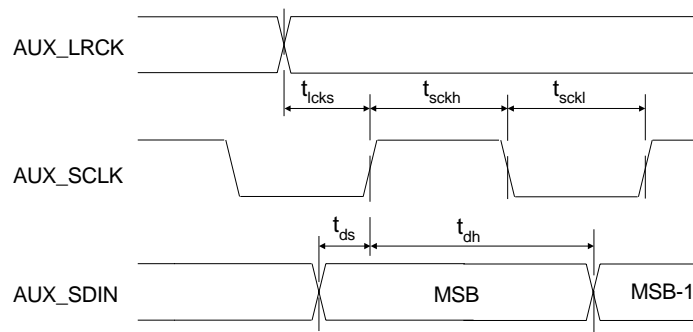 AUX_LRCK
t_lcks t_sckh t_sckl
AUX_SCLK
t_ds t_dh
AUX_SDIN MSB MSB-1